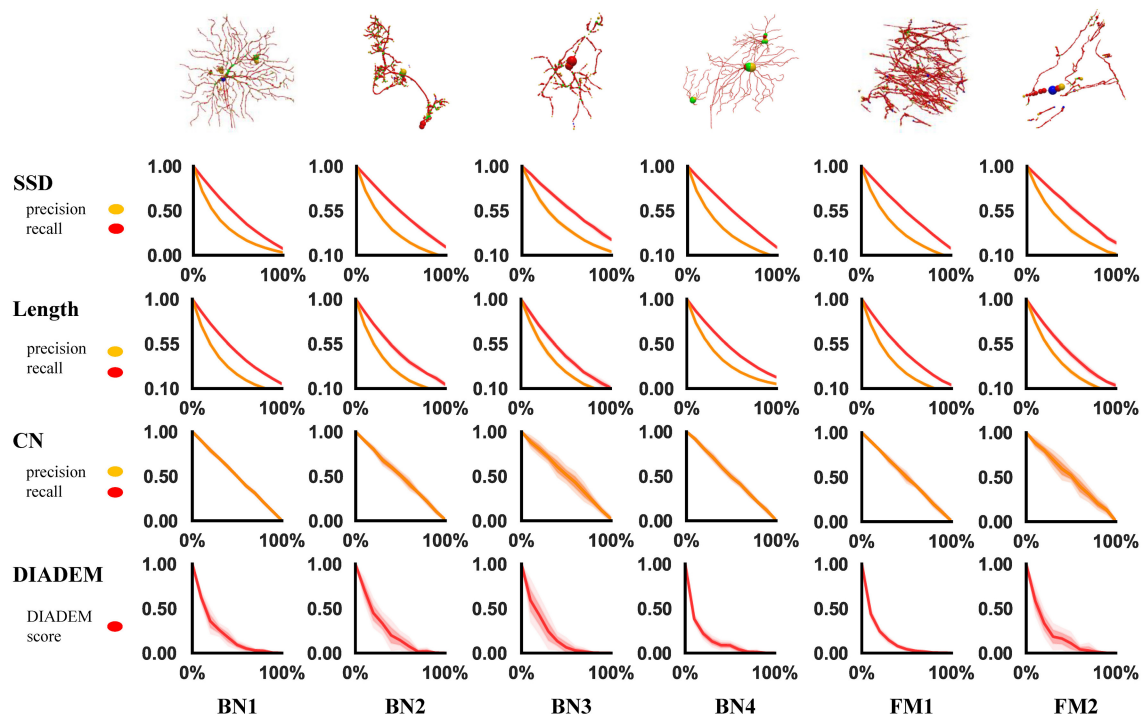 SSD
precision
recall
1.00 1.00 1.00 1.00 1.00 1.00
0.50 0.55 0.55 0.55 0.55 0.55
0.00 0.10 0.10 0.10 0.10 0.10
0% 100% 0% 100% 0% 100% 0% 100% 0% 100% 0% 100%
Length
precision
recall
1.00 1.00 1.00 1.00 1.00 1.00
0.55 0.55 0.55 0.55 0.55 0.55
0.10 0.10 0.10 0.00 0.10 0.10
0% 100% 0% 100% 0% 100% 0% 100% 0% 100% 0% 100%
CN
precision
recall
1.00 1.00 1.00 1.00 1.00 1.00
0.50 0.50 0.50 0.50 0.50 0.50
0.00 0.00 0.00 0.00 0.00 0.00
0% 100% 0% 100% 0% 100% 0% 100% 0% 100% 0% 100%
DIADEM
DIADEM
score
1.00 1.00 1.00 1.00 1.00 1.00
0.50 0.50 0.50 0.50 0.50 0.50
0.00 0.00 0.00 0.00 0.00 0.00
0% 100% 0% 100% 0% 100% 0% 100% 0% 100% 0% 100%
BN1 BN2 BN3 BN4 FM1 FM2